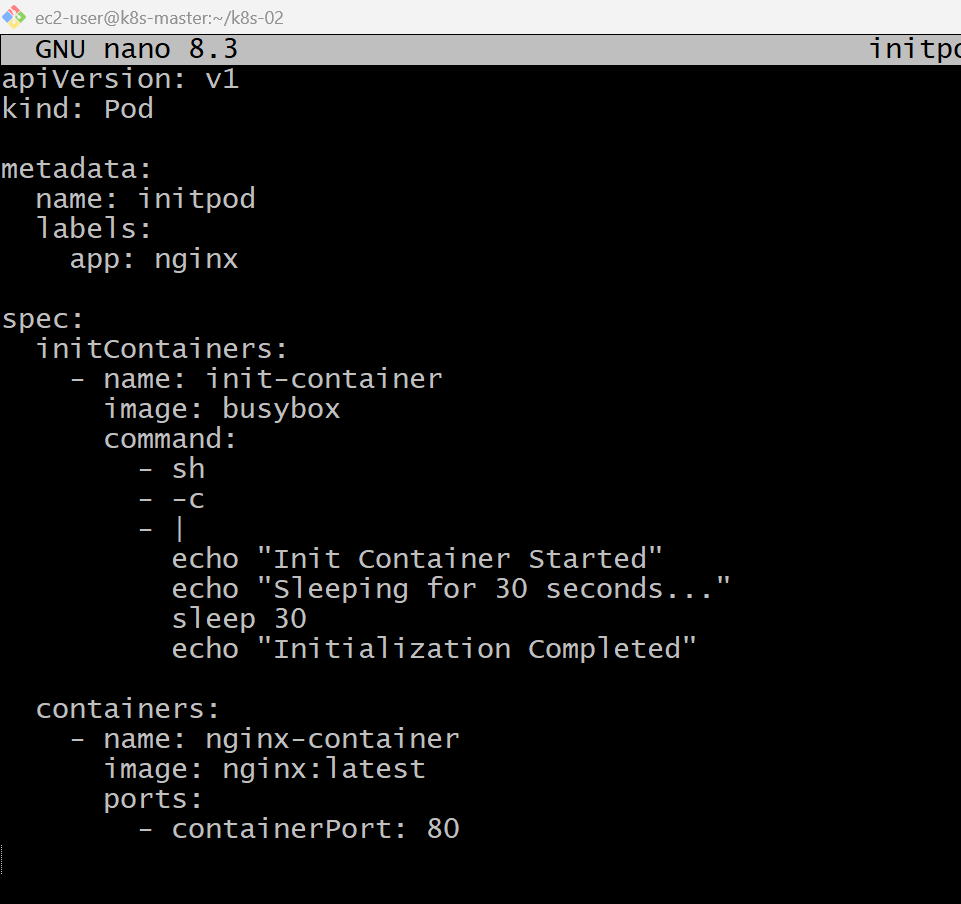 ec2-user@k8s-master:~/k8s-02
GNU nano 8.3
apiVersion: v1
kind: Pod
metadata:
  name: initpod
  labels:
    app: nginx
spec:
  initContainers:
    - name: init-container
      image: busybox
      command:
        - sh
        - -c
        - |
          echo "Init Container Started"
          echo "Sleeping for 30 seconds..."
          sleep 30
          echo "Initialization Completed"
  containers:
    - name: nginx-container
      image: nginx:latest
      ports:
        - containerPort: 80